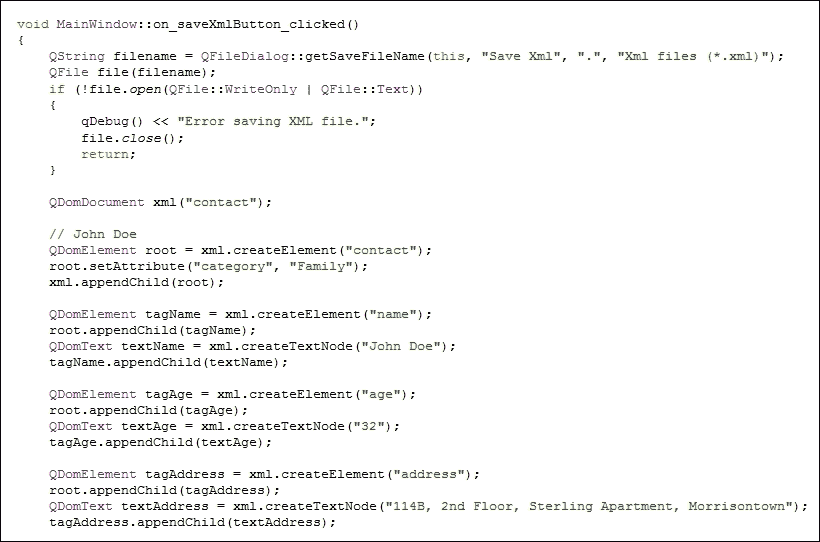 void MainWindow::on_saveXmlButton_clicked()
{
    QString filename = QFileDialog::getSaveFileName(this, "Save Xml", ".", "Xml files (*.xml)");
    QFile file(filename);
    if (!file.open(QFile::WriteOnly | QFile::Text))
    {
        qDebug() << "Error saving XML file.";
        file.close();
        return;
    }

    QDomDocument xml("contact");

    // John Doe
    QDomElement root = xml.createElement("contact");
    root.setAttribute("category", "Family");
    xml.appendChild(root);

    QDomElement tagName = xml.createElement("name");
    root.appendChild(tagName);
    QDomText textName = xml.createTextNode("John Doe");
    tagName.appendChild(textName);

    QDomElement tagAge = xml.createElement("age");
    root.appendChild(tagAge);
    QDomText textAge = xml.createTextNode("32");
    tagAge.appendChild(textAge);

    QDomElement tagAddress = xml.createElement("address");
    root.appendChild(tagAddress);
    QDomText textAddress = xml.createTextNode("114B, 2nd Floor, Sterling Apartment, Morrisontown");
    tagAddress.appendChild(textAddress);